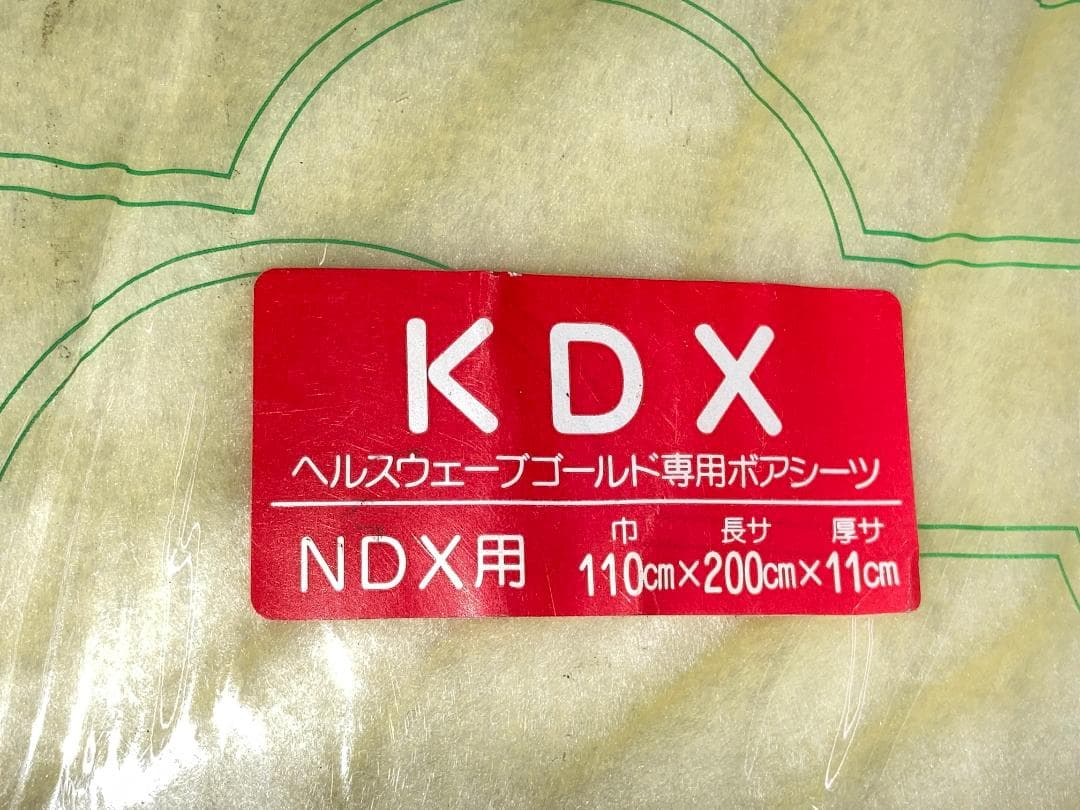 KDX
ヘルスウェーブゴールド専用ボアシーツ
NDX用
巾 長サ 厚サ
110cm×200cm×11cm